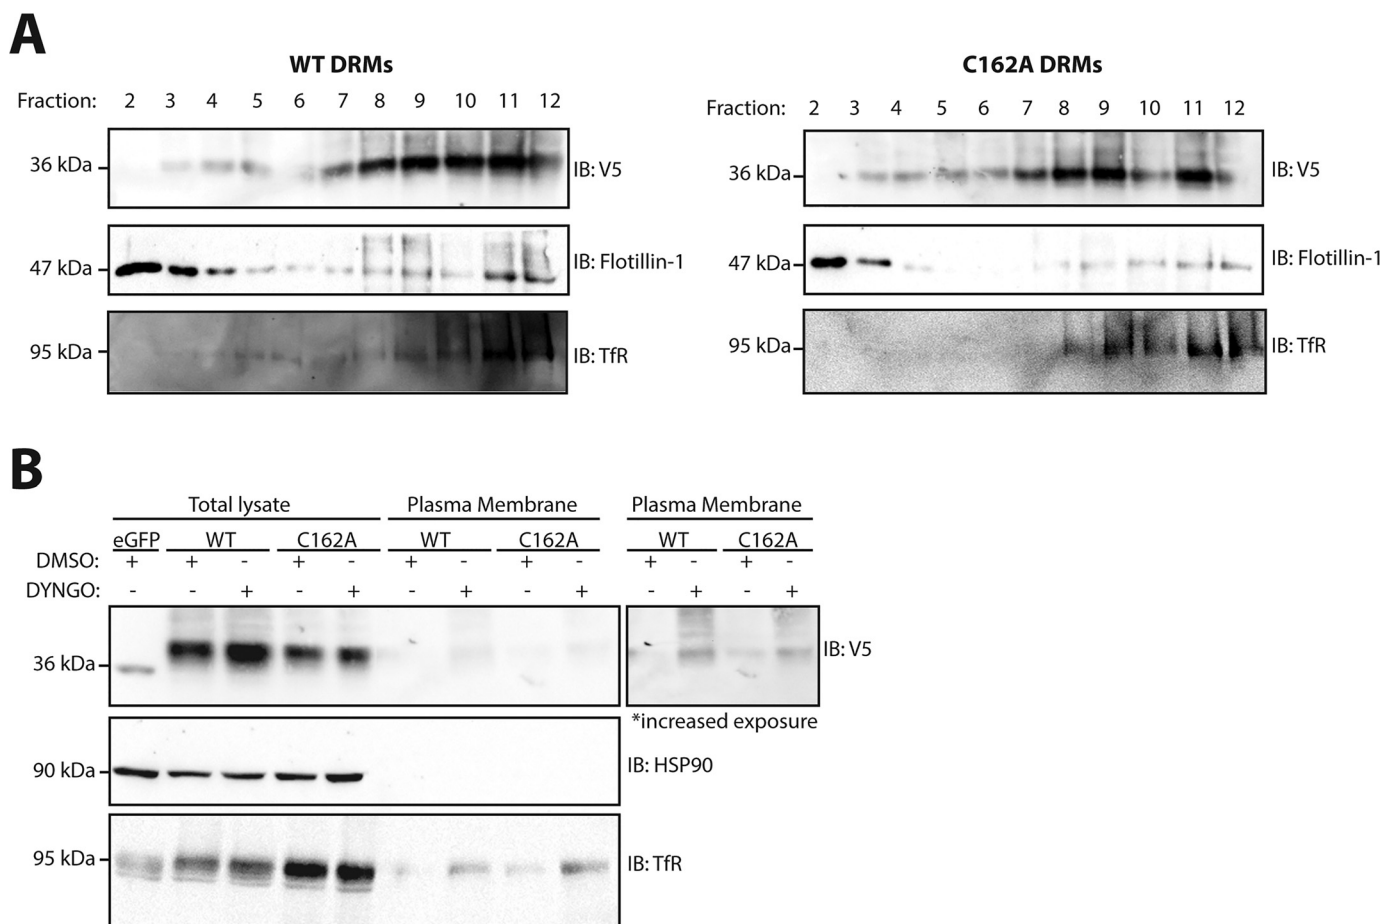 A
WT DRMs
Fraction: 2 3 4 5 6 7 8 9 10 11 12
36 kDa
IB: V5
47 kDa
IB: Flotillin-1
95 kDa
IB: TfR
C162A DRMs
Fraction: 2 3 4 5 6 7 8 9 10 11 12
36 kDa
IB: V5
47 kDa
IB: Flotillin-1
95 kDa
IB: TfR
B
Total lysate Plasma Membrane Plasma Membrane
eGFP WT C162A WT C162A WT C162A
DMSO: + + - + - + - + - + - + -
DYNGO: - - + - + - + - + - + - +
36 kDa
IB: V5
*increased exposure
90 kDa
IB: HSP90
95 kDa
IB: TfR